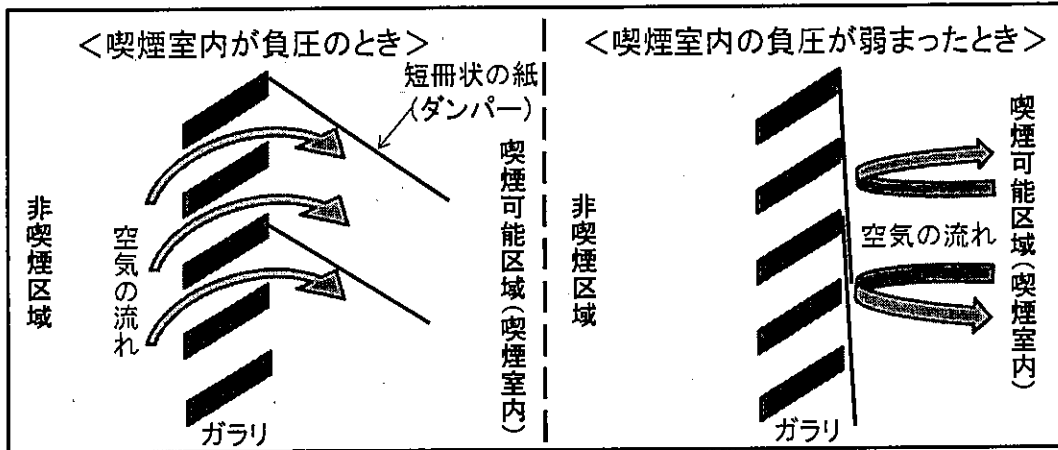 <喫煙室内が負圧のとき>
短冊状の紙
(ダンパー)
非喫煙区域
空気の流れ
喫煙可能区域(喫煙室内)
ガラリ
<喫煙室内の負圧が弱まったとき>
非喫煙区域
空気の流れ
喫煙可能区域(喫煙室内)
ガラリ